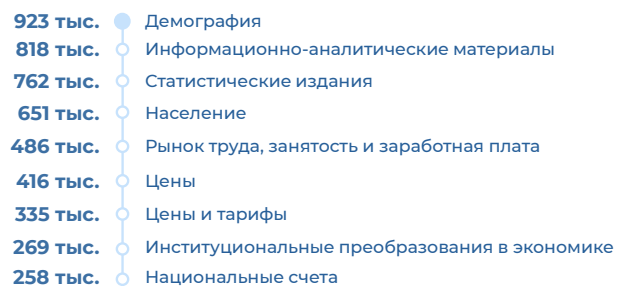 923 тыс. Демография
818 тыс. Информационно-аналитические материалы
762 тыс. Статистические издания
651 тыс. Население
486 тыс. Рынок труда, занятость и заработная плата
416 тыс. Цены
335 тыс. Цены и тарифы
269 тыс. Институциональные преобразования в экономике
258 тыс. Национальные счета